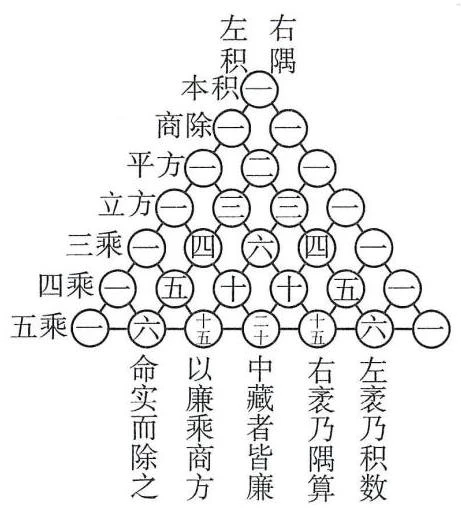 左积
右隅
本积 一
商除 一 一
平方 一 二 一
立方 一 三 三 一
三乘 一 四 六 四 一
四乘 一 五 十 十 五 一
五乘 一 六 十五 二十 十五 六 一
左袤乃积数
右袤乃隅算
中藏者皆廉
以廉乘商方
命实而除之